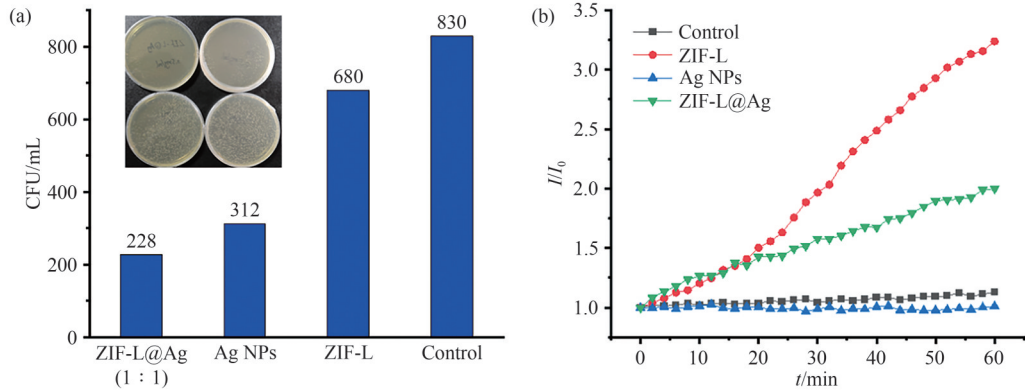 (a)
CFU/mL
800
600
400
200
0
228
312
680
830
ZIF-L@Ag
(1 : 1)
Ag NPs
ZIF-L
Control
(b)
Control
ZIF-L
Ag NPs
ZIF-L@Ag
I/I₀
3.5
3.0
2.5
2.0
1.5
1.0
0 10 20 30 40 50 60
t/min